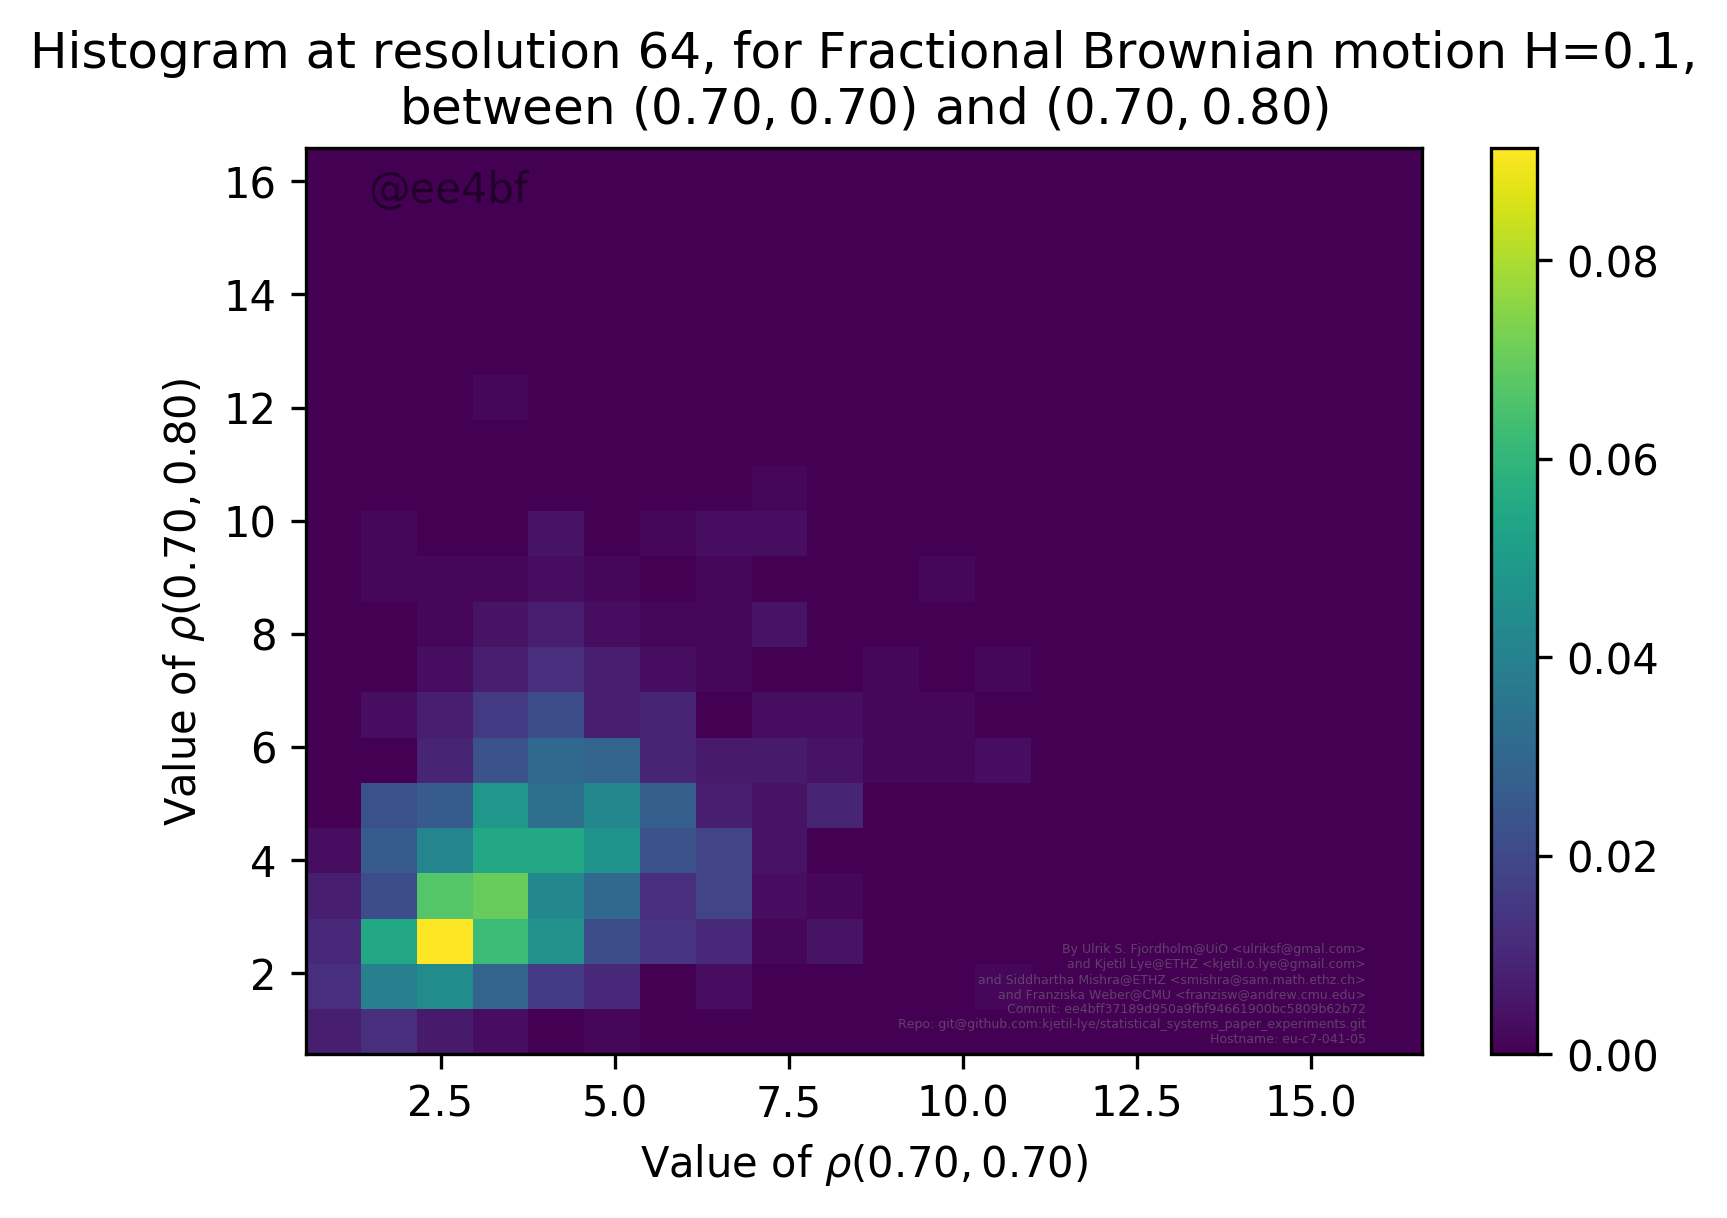 Histogram at resolution 64, for Fractional Brownian motion H=0.1,
between (0.70, 0.70) and (0.70, 0.80)
@ee4bf
16
14
12
10
8
6
4
2
Value of ρ(0.70, 0.80)
2.5 5.0 7.5 10.0 12.5 15.0
Value of ρ(0.70, 0.70)
0.08
0.06
0.04
0.02
0.00
By Ulrik S. Fjordholm@UiO <ulriksf@gmal.com>
and Kjetil Lye@ETHZ <kjetil.o.lye@gmail.com>
and Siddhartha Mishra@ETHZ <smishra@sam.math.ethz.ch>
and Franziska Weber@CMU <franzisw@andrew.cmu.edu>
Commit: ee4bff37189d950a9fbf94661900bc5809b62b72
Repo: git@github.com:kjetil-lye/statistical_systems_paper_experiments.git
Hostname: eu-c7-041-05